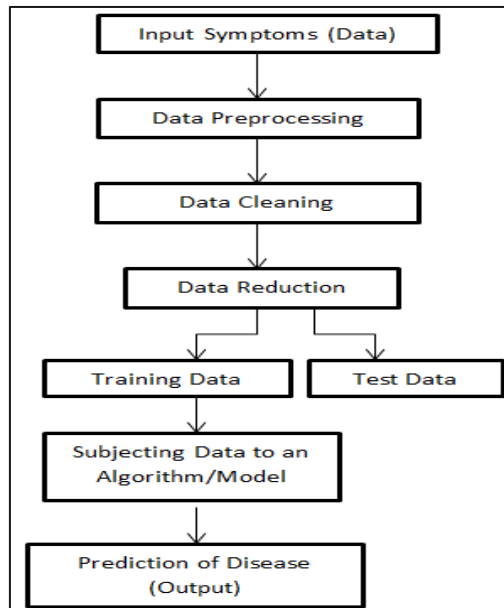 Input Symptoms (Data)
Data Preprocessing
Data Cleaning
Data Reduction
Training Data
Test Data
Subjecting Data to an
Algorithm/Model
Prediction of Disease
(Output)